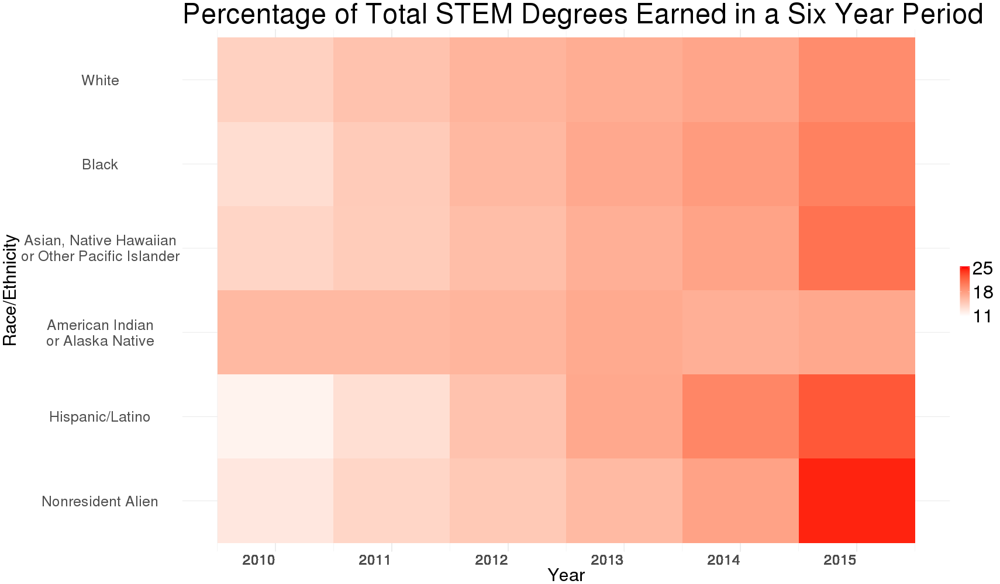 Percentage of Total STEM Degrees Earned in a Six Year Period
Race/Ethnicity
White
Black
Asian, Native Hawaiian
or Other Pacific Islander
American Indian
or Alaska Native
Hispanic/Latino
Nonresident Alien
25
18
11
2010 2011 2012 2013 2014 2015
Year